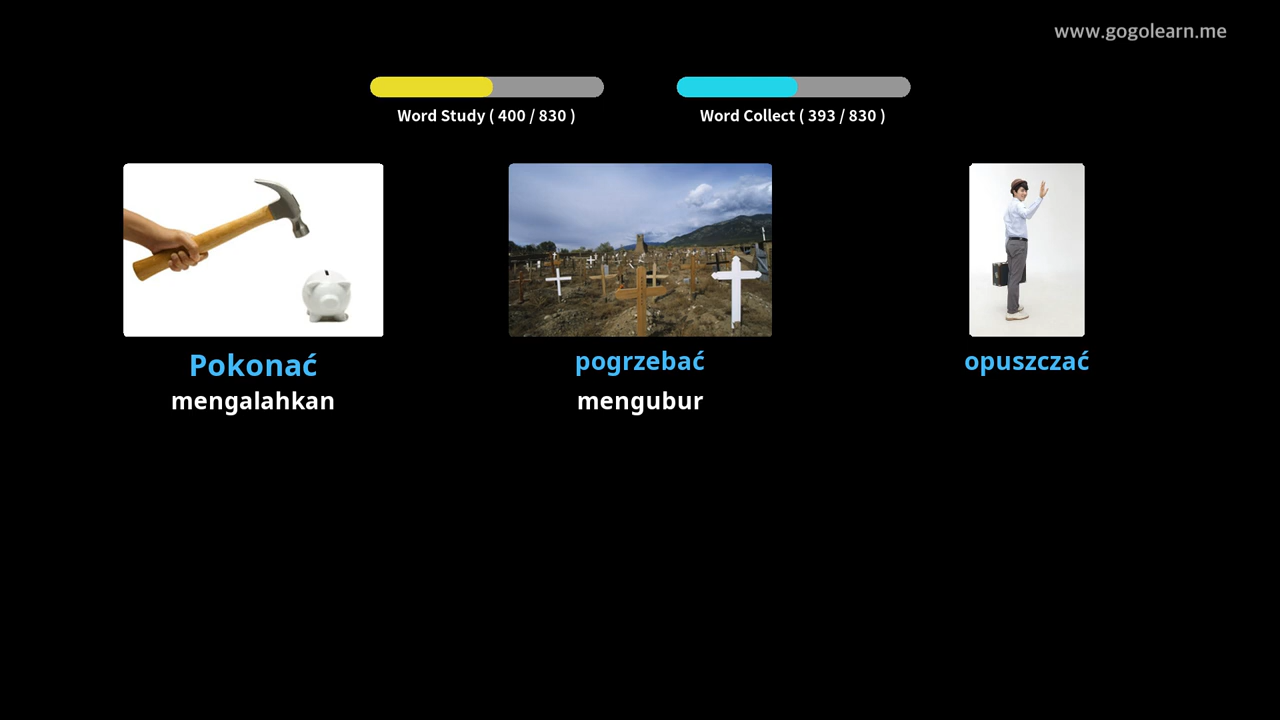 www.gogolearn.me
Word Study ( 400 / 830 )
Word Collect ( 393 / 830 )
Pokonać
mengalahkan
pogrzebać
mengubur
opuszczać